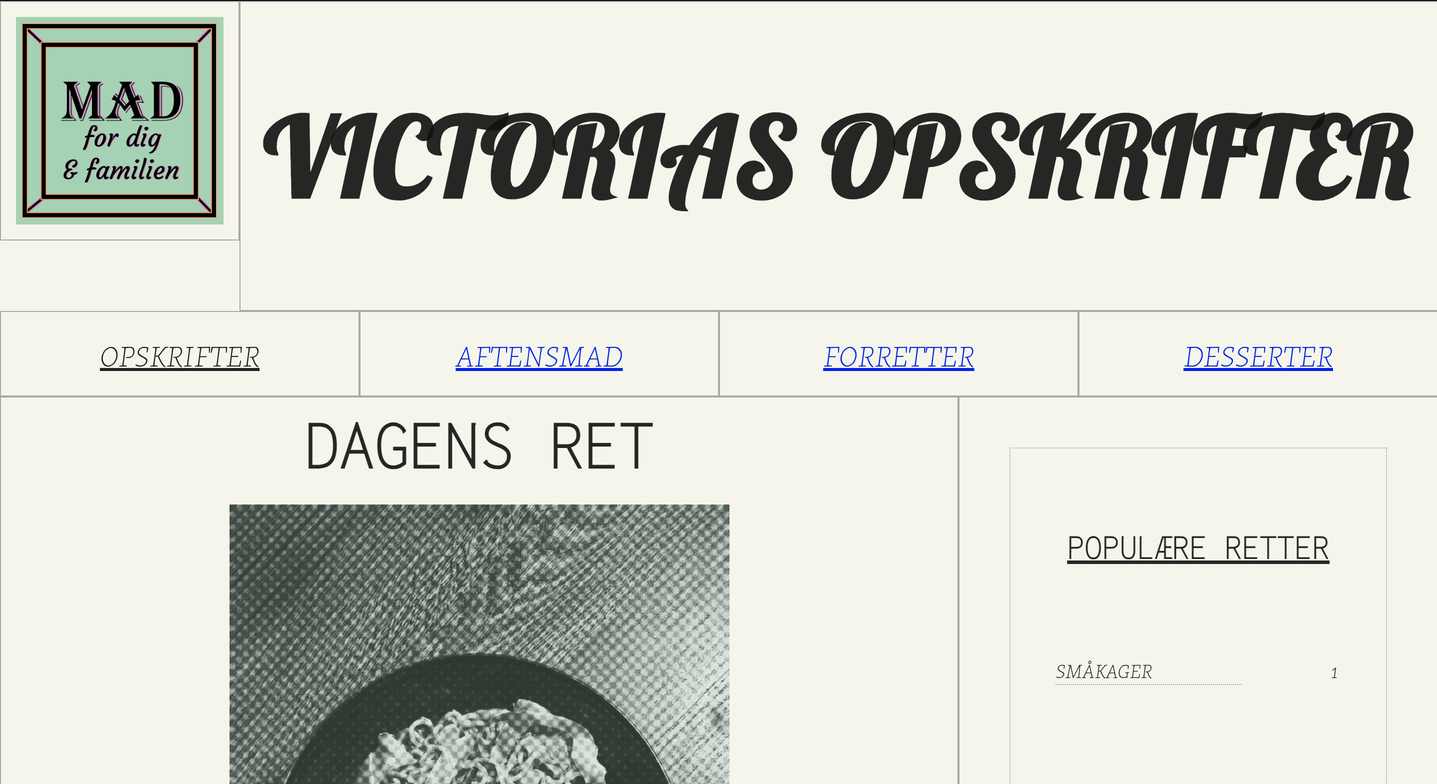 MAD
for dig
& familien
VICTORIAS OPSKRIFTER
OPSKRIFTER
AFTENSMAD
FORRETTER
DESSERTER
DAGENS RET
POPULÆRE RETTER
SMÅKAGER 1